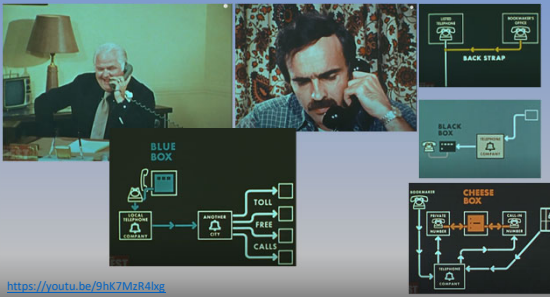 LISTED
TELEPHONE
BOOKMAKER'S
OFFICE
BACK STRAP
BLACK
BOX
TELEPHONE
COMPANY
BLUE
BOX
LOCAL
TELEPHONE
COMPANY
ANOTHER
CITY
TOLL
FREE
CALLS
BOOKMAKER
CHEESE
BOX
PRIVATE
NUMBER
CALL-IN
NUMBER
TELEPHONE
COMPANY
https://youtu.be/9hK7MzR4lxg